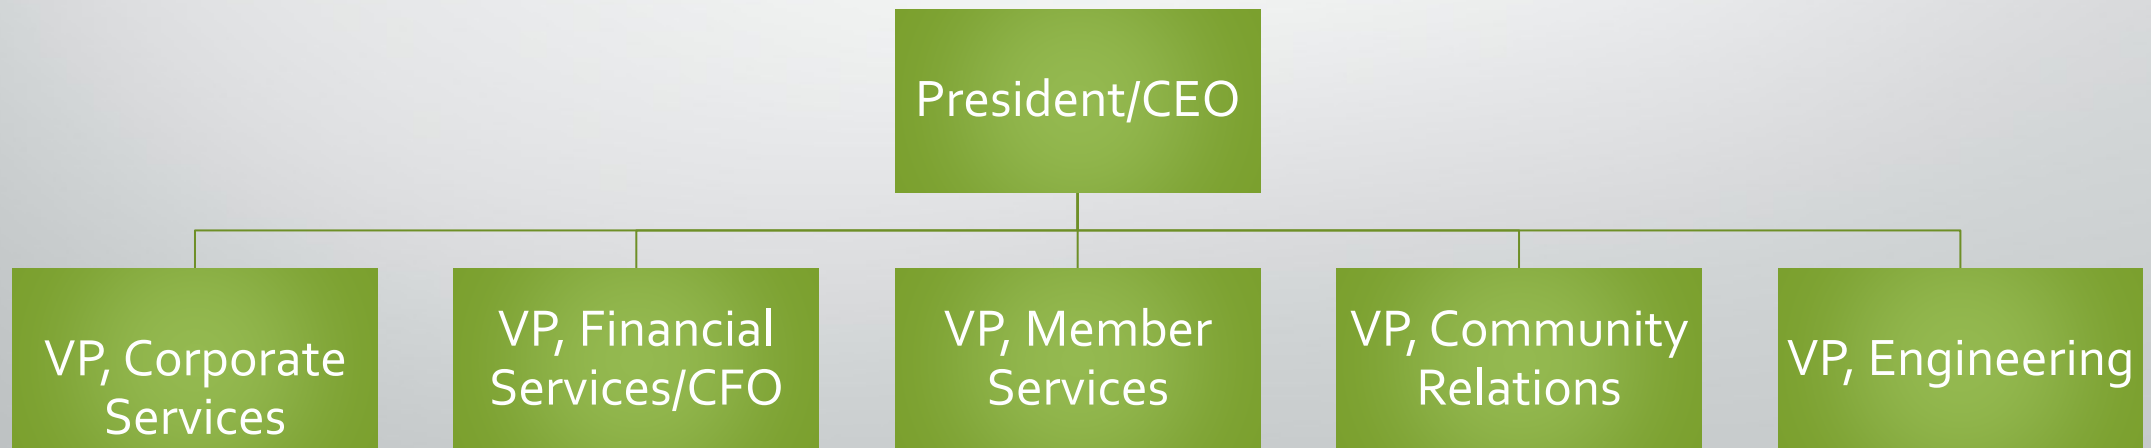 President/CEO
VP, Corporate
Services
VP, Financial
Services/CFO
VP, Member
Services
VP, Community
Relations
VP, Engineering